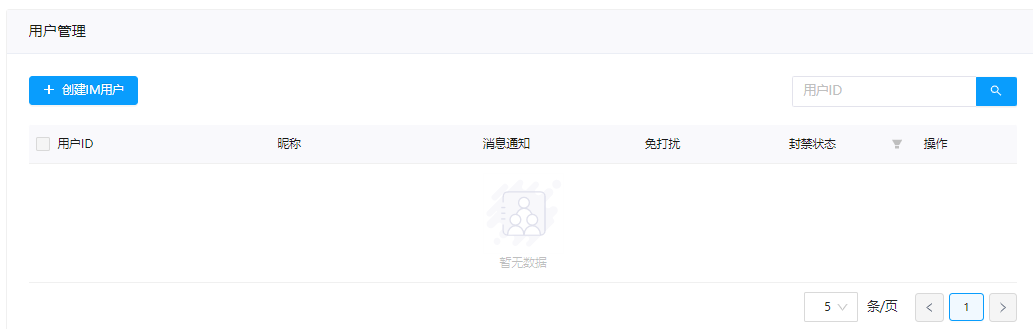 用户管理
+ 创建IM用户 用户ID
用户ID 昵称 消息通知 免打扰 封禁状态 操作
暂无数据
5 条/页 < 1 >